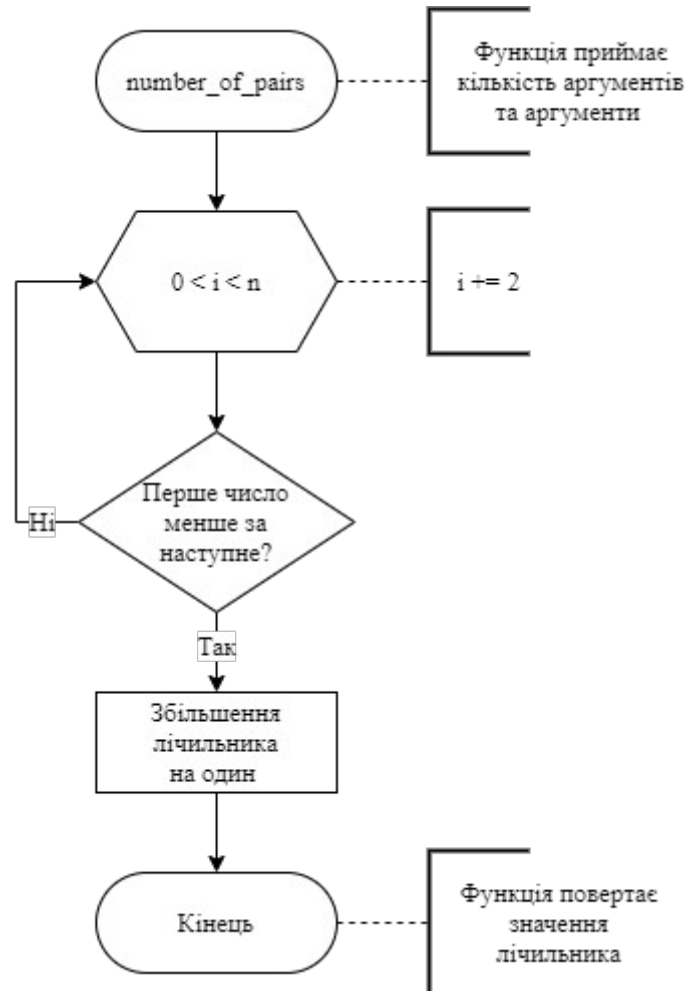 number_of_pairs
Функція приймає
кількість аргументів
та аргументи
0 < i < n
i += 2
Перше число
менше за
наступне?
Ні
Так
Збільшення
лічильника
на один
Кінець
Функція повертає
значення
лічильника